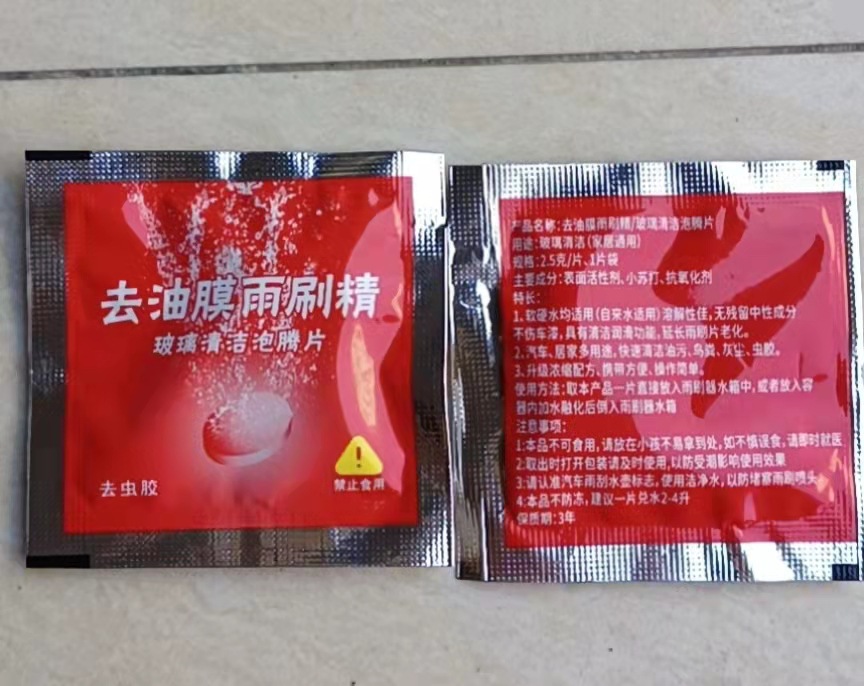 去油膜雨刷精
玻璃清洁泡腾片
去虫胶
禁止食用
产品名称:去油膜雨刷精/玻璃清洁泡腾片
用途:玻璃清洁(家居通用)
规格:2.5克/片、1片袋
主要成分:表面活性剂、小苏打、抗氧化剂
特长:
1、软硬水均适用(自来水适用)溶解性佳,无残留中性成分
不伤车漆,具有清洁润滑功能,延长雨刷片老化。
2、汽车、居家多用途,快速清洁油污、鸟粪、灰尘、虫胶。
3、升级浓缩配方、携带方便、操作简单。
使用方法:取本产品一片直接放入雨刷器水箱中,或者放入容
器内加水融化后倒入雨刷器水箱
注意事项:
1:本品不可食用,请放在小孩不易拿到处,如不慎误食,请即时就医
2:取出时打开包装请及时使用,以防受潮影响使用效果
3:请认准汽车雨刮水壶标志,使用洁净水,以防堵塞雨刷喷头
4:本品不防冻,建议一片兑水2-4升
保质期:3年